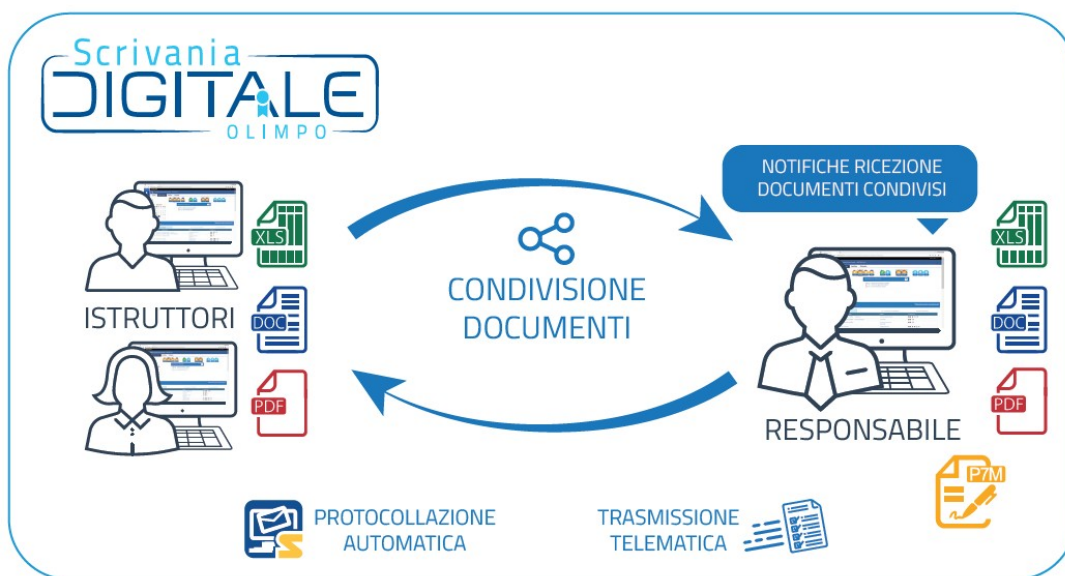 Scrivania
DIGITALE
OLIMPO
NOTIFICHE RICEZIONE
DOCUMENTI CONDIVISI
XLS
DOC
PDF
ISTRUTTORI
CONDIVISIONE
DOCUMENTI
XLS
DOC
PDF
RESPONSABILE
P7M
PROTOCOLLAZIONE
AUTOMATICA
TRASMISSIONE
TELEMATICA